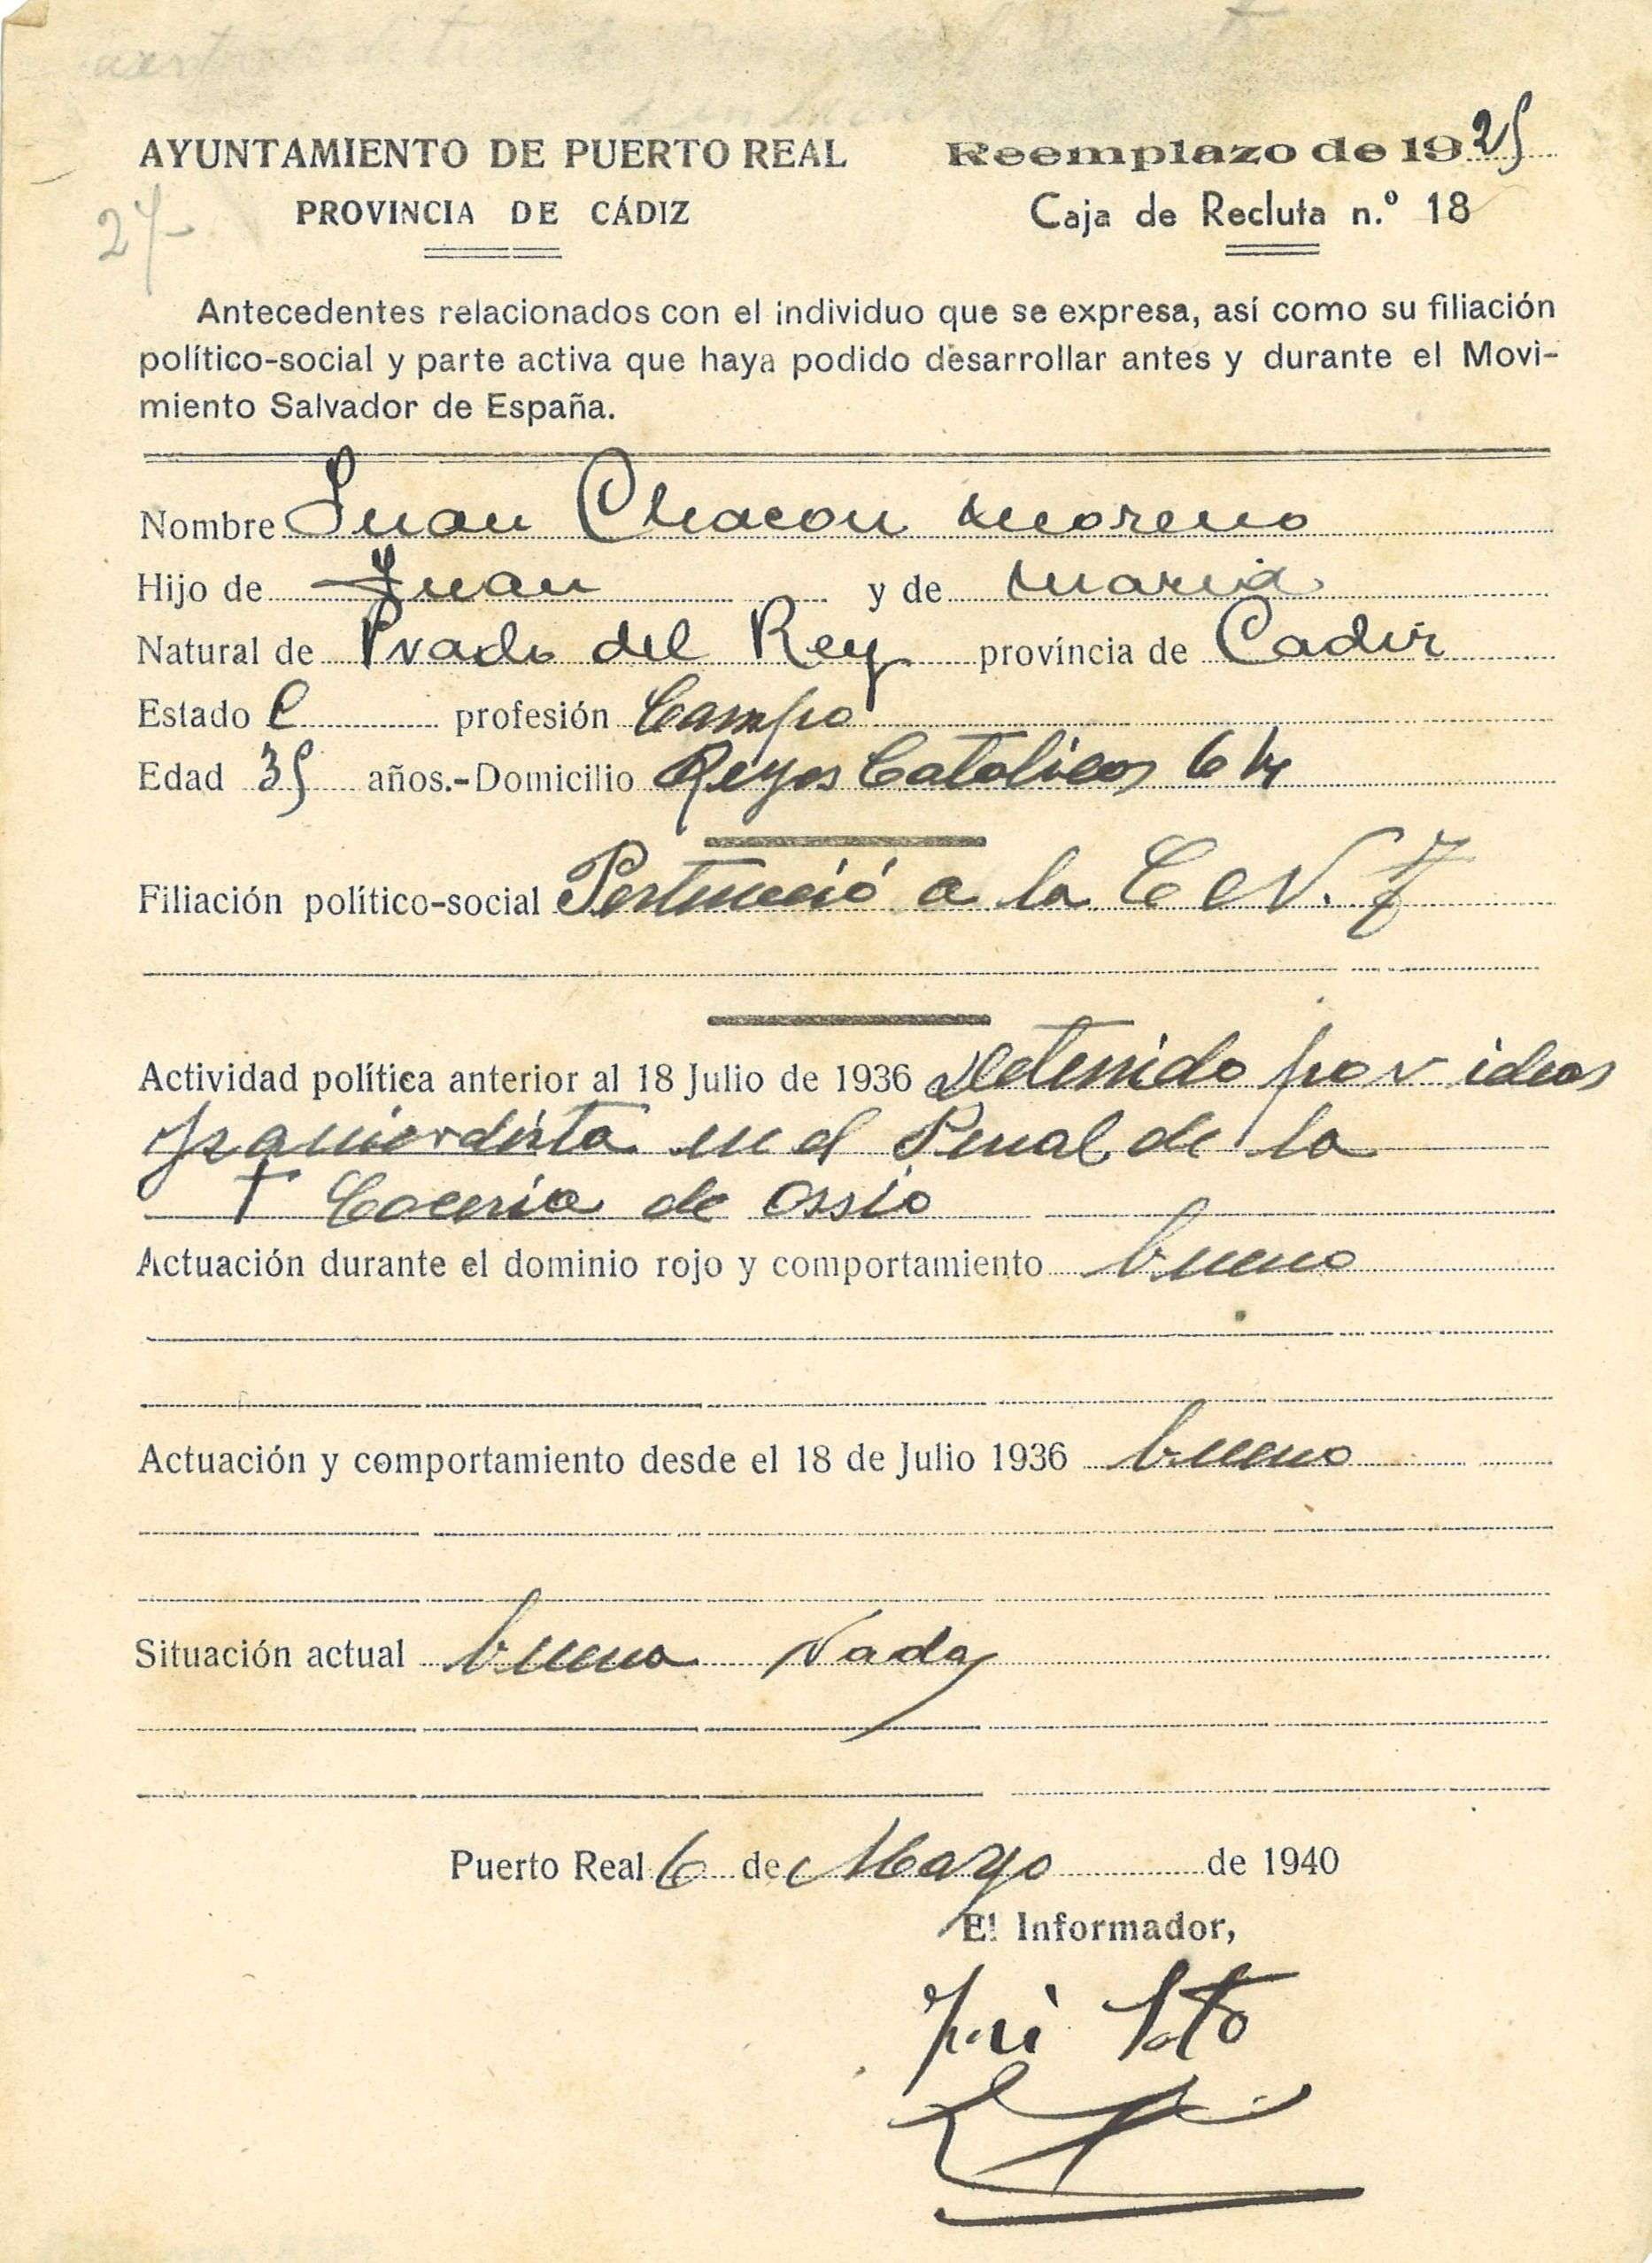 AYUNTAMIENTO DE PUERTO REAL
PROVINCIA DE CÁDIZ
Reemplazo de 1925
Caja de Recluta n.º 18
Antecedentes relacionados con el individuo que se expresa, así como su filiación
político-social y parte activa que haya podido desarrollar antes y durante el Movi-
miento Salvador de España.
Nombre Juan Chacon Moreno
Hijo de Juan y de Maria
Natural de Prado del Rey provincia de Cadiz
Estado C profesión Campo
Edad 35 años.-Domicilio Reyes Catolicos 64
Filiación político-social Perteneció a la C N. T
Actividad política anterior al 18 Julio de 1936 Detenido por ideas
Izquierdista en el Penal de la
Caceria de Ossio
Actuación durante el dominio rojo y comportamiento bueno
Actuación y comportamiento desde el 18 de Julio 1936 bueno
Situación actual buena Nada
Puerto Real 6 de Mayo de 1940
El Informador,
José Soto